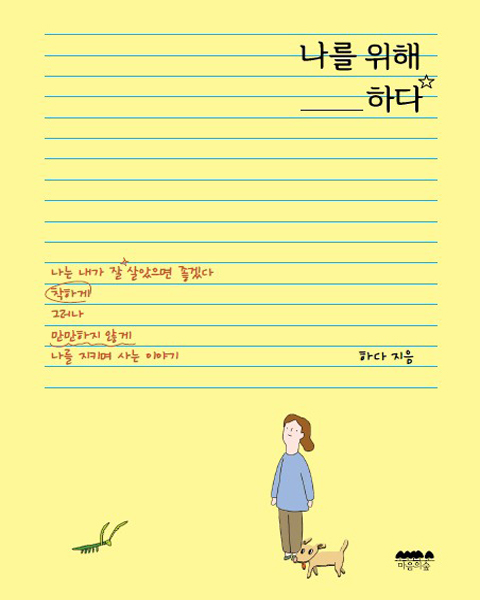 나를 위해
____하다
나는 내가 잘 살았으면 좋겠다
착하게
그러나
만만하지 않게
나를 지키며 사는 이야기
하다 지음
마음의숲